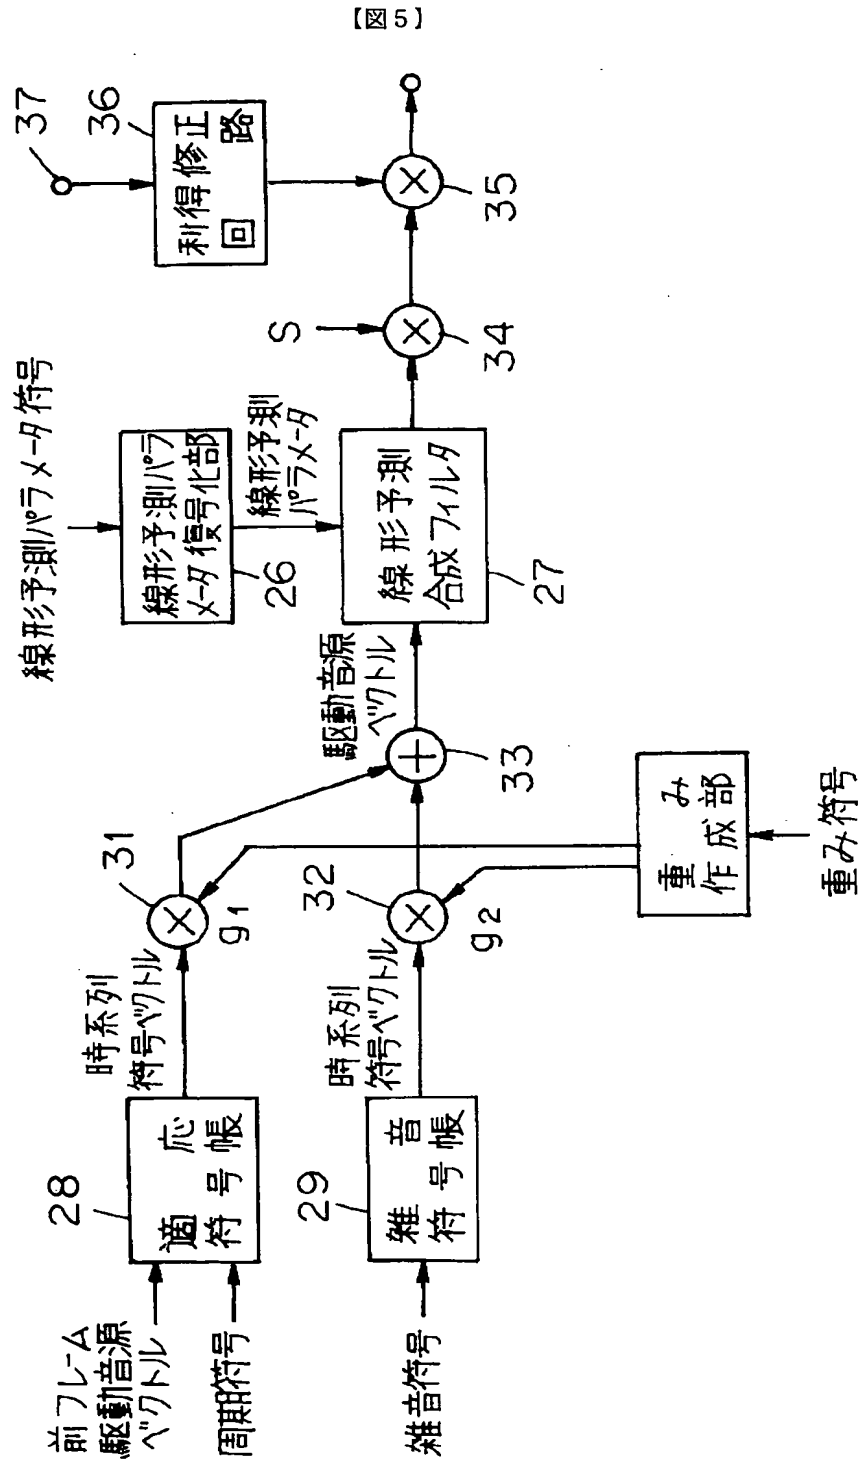 【図5】
前フレーム
駆動音源
ベクトル
周期符号
雑音符号
28
適応
符号帳
29
雑音
符号帳
時系列
符号ベクトル
時系列
符号ベクトル
31
g1
32
g2
重み
作成部
重み符号
33
駆動音源
ベクトル
線形予測パラメータ符号
線形予測パラ
メータ復号化部
26
線形予測
パラメータ
線形予測
合成フィルタ
27
S
34
35
利得修正
回路
36
37